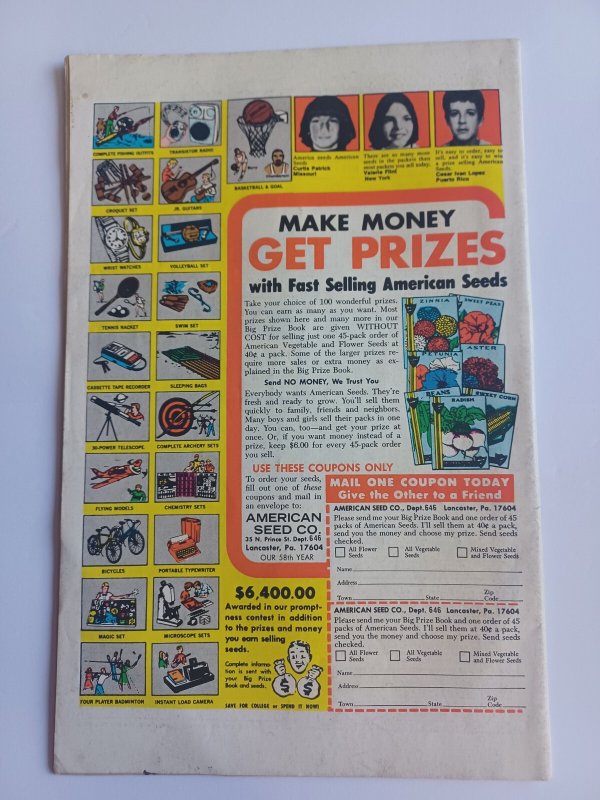 COMPLETE FISHING OUTFITS
TRANSISTOR RADIO
BASKETBALL & GOAL
America needs American
Seeds
Curtis Patrick
Missouri
There are so many more
seeds in the packets than
most packets you sell today.
Valerie Flint
New York
It's easy to order, easy to
sell, and it's easy to win
a prize selling American
Seeds.
Cesar Ivan Lopez
Puerto Rico
CROQUET SET
JR. GUITARS
WRIST WATCHES
VOLLEYBALL SET
TENNIS RACKET
SWIM SET
CASSETTE TAPE RECORDER
SLEEPING BAGS
30-POWER TELESCOPE
COMPLETE ARCHERY SETS
FLYING MODELS
CHEMISTRY SETS
BICYCLES
PORTABLE TYPEWRITER
MAGIC SET
MICROSCOPE SETS
FOUR PLAYER BADMINTON
INSTANT LOAD CAMERA
MAKE MONEY
GET PRIZES
with Fast Selling American Seeds
Take your choice of 100 wonderful prizes.
You can earn as many as you want. Most
prizes shown here and many more in our
Big Prize Book are given WITHOUT
COST for selling just one 45-pack order of
American Vegetable and Flower Seeds at
40¢ a pack. Some of the larger prizes re-
quire more sales or extra money as ex-
plained in the Big Prize Book.
Send NO MONEY, We Trust You
Everybody wants American Seeds. They're
fresh and ready to grow. You'll sell them
quickly to family, friends and neighbors.
Many boys and girls sell their packs in one
day. You can, too—and get your prize at
once. Or, if you want money instead of a
prize, keep $6.00 for every 45-pack order
you sell.
ZINNIA
SWEET PEAS
PETUNIA
ASTER
BEANS
SWEET CORN
RADISH
USE THESE COUPONS ONLY
To order your seeds,
fill out one of these
coupons and mail in
an envelope to:
AMERICAN
SEED CO.
35 N. Prince St. Dept. 646
Lancaster, Pa. 17604
OUR 58th YEAR
MAIL ONE COUPON TODAY
Give the Other to a Friend
AMERICAN SEED CO., Dept. 646 Lancaster, Pa. 17604
Please send me your Big Prize Book and one order of 45
packs of American Seeds. I'll sell them at 40¢ a pack,
send you the money and choose my prize. Send seeds
checked.
All Flower
Seeds
All Vegetable
Seeds
Mixed Vegetable
and Flower Seeds
Name
Address
Town State Zip Code
AMERICAN SEED CO., Dept. 646 Lancaster, Pa. 17604
Please send me your Big Prize Book and one order of 45
packs of American Seeds. I'll sell them at 40¢ a pack,
send you the money and choose my prize. Send seeds
checked.
All Flower
Seeds
All Vegetable
Seeds
Mixed Vegetable
and Flower Seeds
Name
Address
Town State Zip Code
$6,400.00
Awarded in our prompt-
ness contest in addition
to the prizes and money
you earn selling
seeds.
Complete informa-
tion is sent with
your Big Prize
Book and seeds.
$
$
SAVE FOR COLLEGE or SPEND IT NOW!